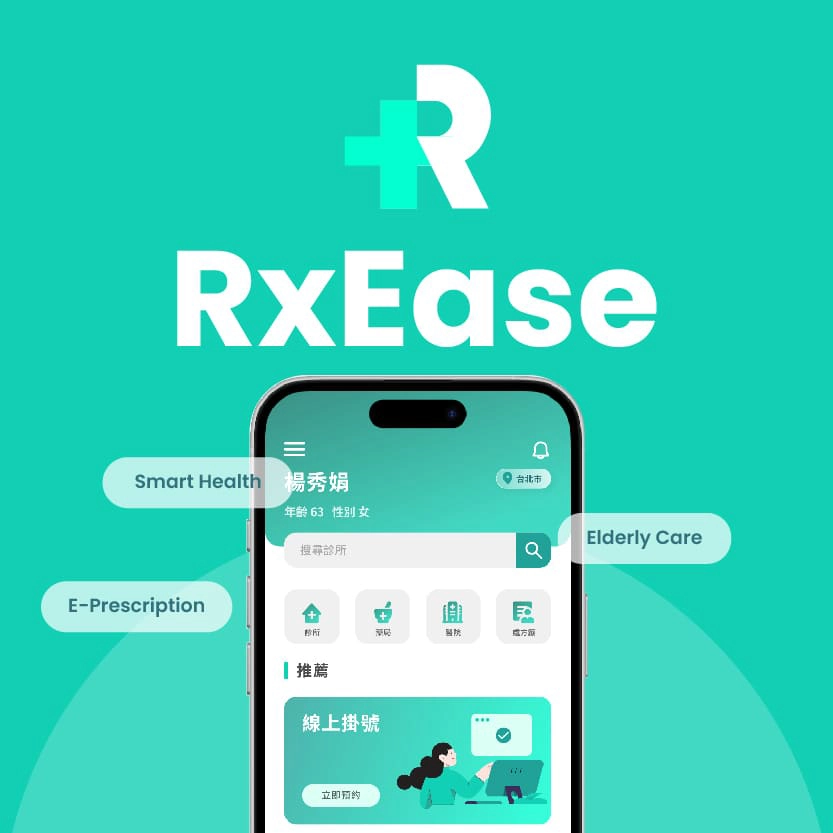 RxEase
Smart Health
楊秀娟
台北市
年齡 63 性別 女
Elderly Care
搜尋診所
E-Prescription
診所
藥局
醫院
處方籤
推薦
線上掛號
立即預約